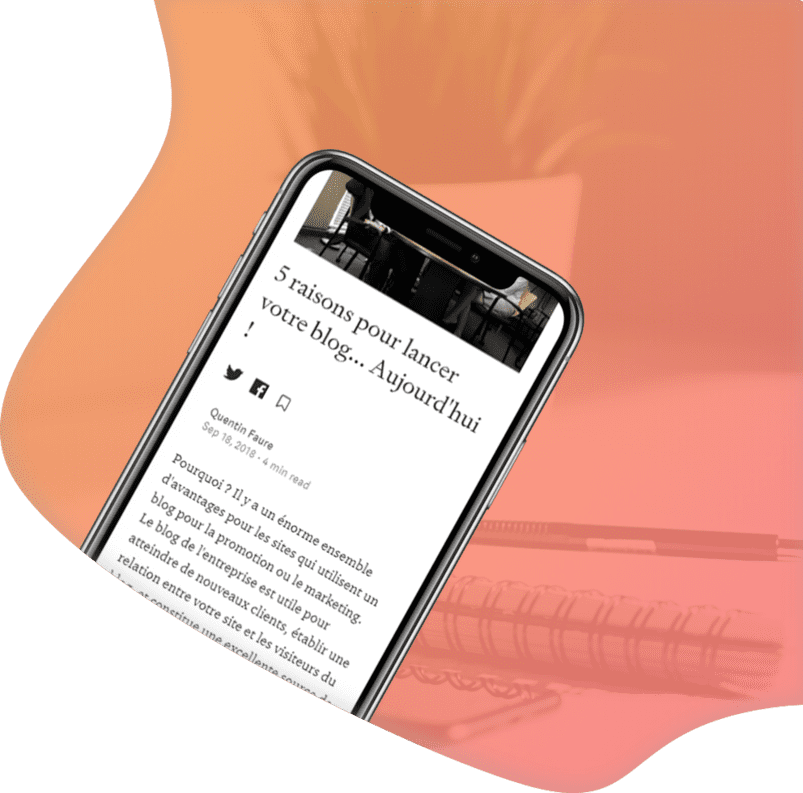 5 raisons pour lancer
votre blog... Aujourd'hui
!
Quentin Faure
Sep 18, 2018 · 4 min read
Pourquoi ? Il y a un énorme ensemble
d'avantages pour les sites qui utilisent un
blog pour la promotion ou le marketing.
Le blog de l'entreprise est utile pour
atteindre de nouveaux clients, établir une
relation entre votre site et les visiteurs du
et constitue une excellente source de